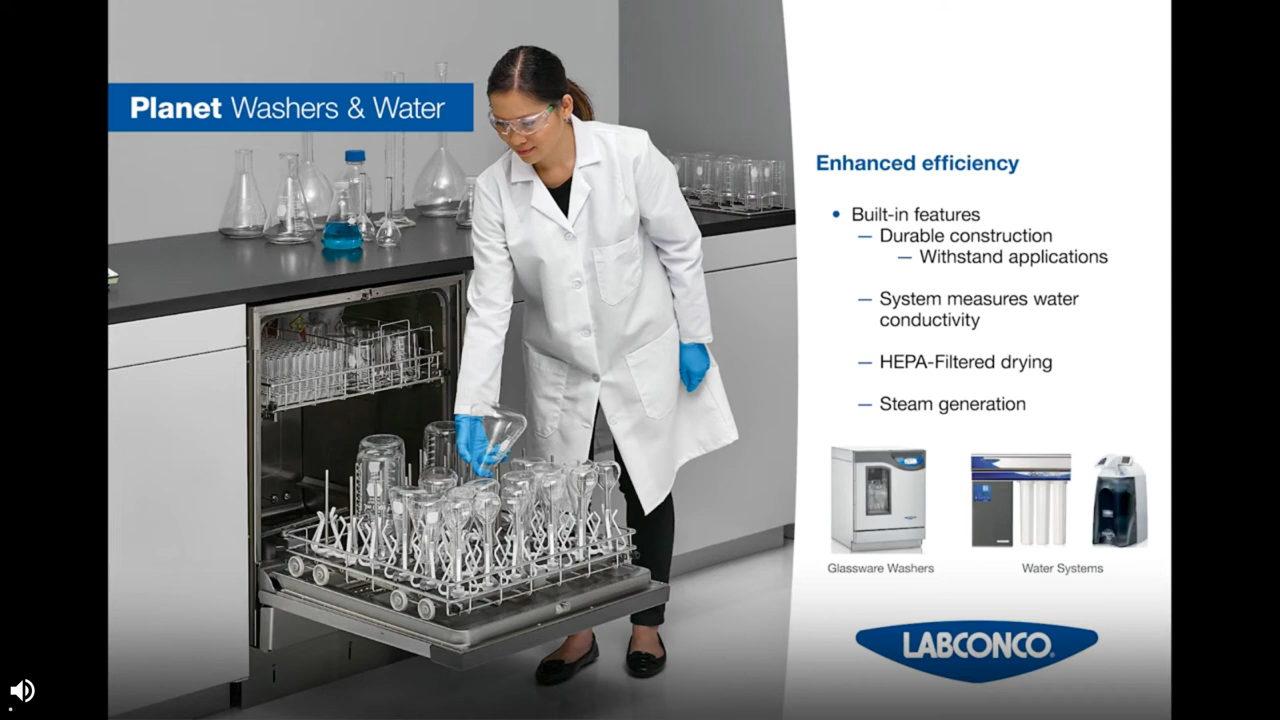 Planet Washers & Water
Enhanced efficiency
• Built-in features
— Durable construction
— Withstand applications
— System measures water
conductivity
— HEPA-Filtered drying
— Steam generation
Glassware Washers
Water Systems
LABCONCO®